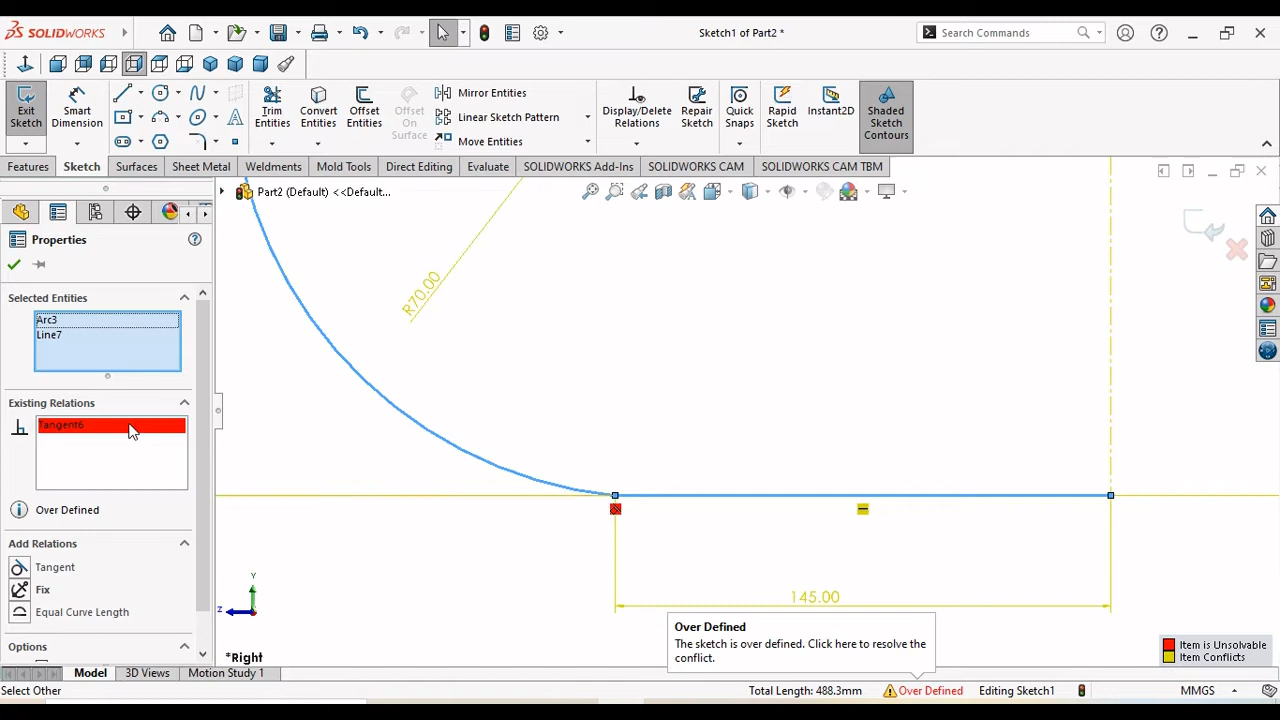 SOLIDWORKS
Sketch1 of Part2 *
Search Commands
Exit Sketch
Smart Dimension
Trim Entities
Convert Entities
Offset Entities
Offset On Surface
Mirror Entities
Linear Sketch Pattern
Move Entities
Display/Delete Relations
Repair Sketch
Quick Snaps
Rapid Sketch
Instant2D
Shaded Sketch Contours
Features Sketch Surfaces Sheet Metal Weldments Mold Tools Direct Editing Evaluate SOLIDWORKS Add-Ins SOLIDWORKS CAM SOLIDWORKS CAM TBM
Part2 (Default) <<Default...
Properties
Selected Entities
Arc3
Line7
Existing Relations
Tangent6
Over Defined
Add Relations
Tangent
Fix
Equal Curve Length
Options
R70.00
145.00
Y
Z
*Right
Over Defined
The sketch is over defined. Click here to resolve the
conflict.
Item is Unsolvable
Item Conflicts
Model 3D Views Motion Study 1
Select Other Total Length: 488.3mm Over Defined Editing Sketch1 MMGS